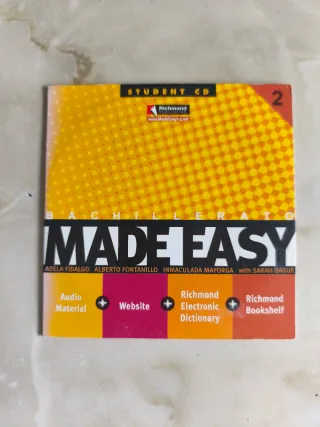 STUDENT CD
2
Richmond
BACHILLERATO
MADE EASY
ADELA FIDALGO ALBERTO FONTANILLO INMACULADA MAYORGA with SARAH DAGUE
Audio Material + Website + Richmond Electronic Dictionary + Richmond Bookshelf